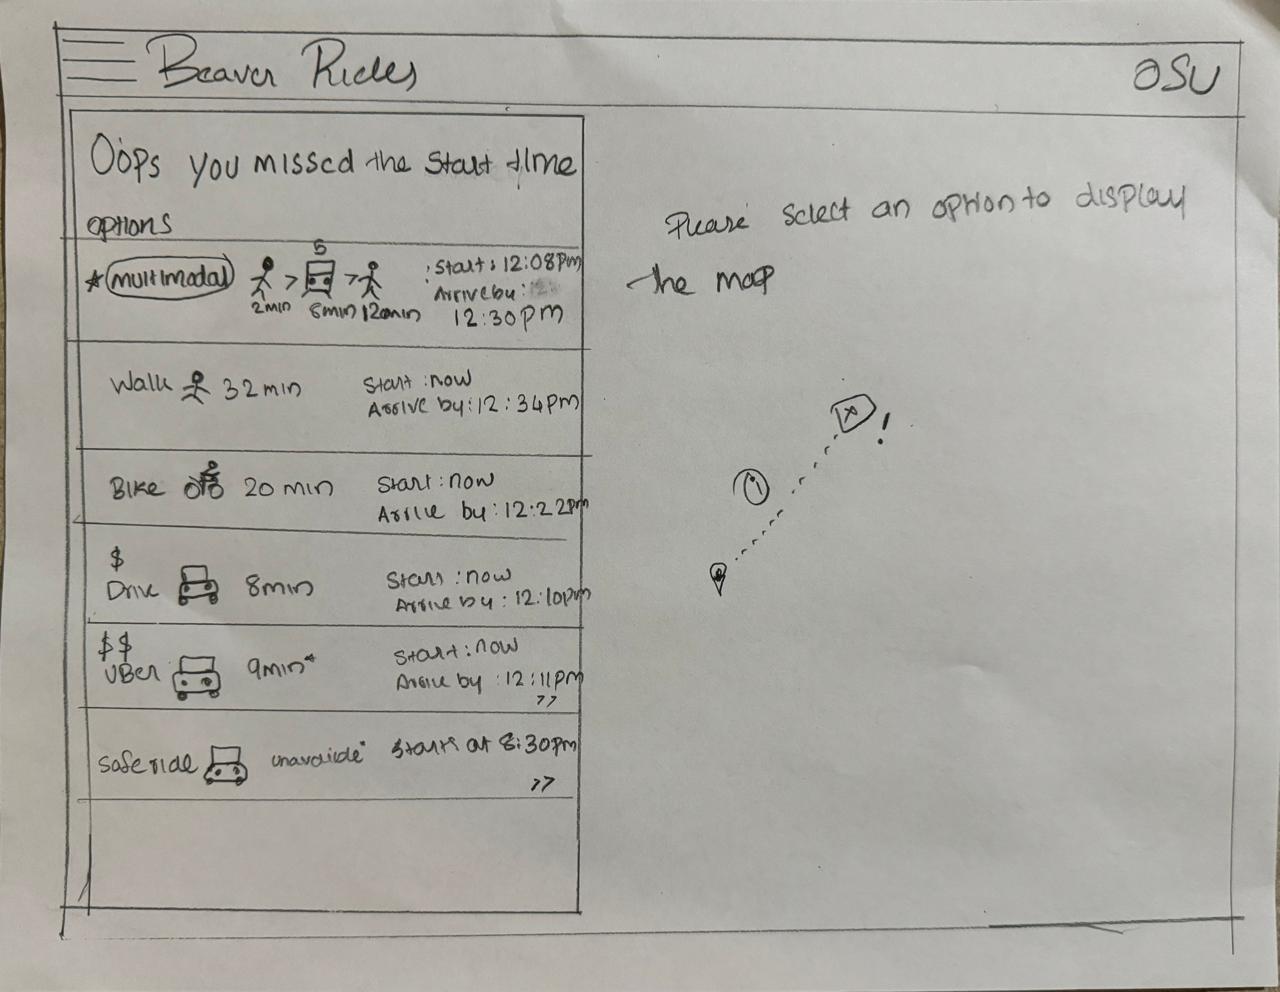 Beaver Rides
OSU
Oops you missed the start time
options
Please select an option to display
the map
*multimodal
5
2min
8min
12min
Start: 12:08pm
Arrive by:
12:30pm
Walk
32 min
Start: now
Arrive by: 12:34pm
Bike
20 min
Start: now
Arrive by: 12:22pm
$
Drive
8min
Start: now
Arrive by: 12:10pm
$$
UBer
9min*
Start: now
Arrive by: 12:11pm
>>
Saferide
Starts at 8:30pm
>>
!